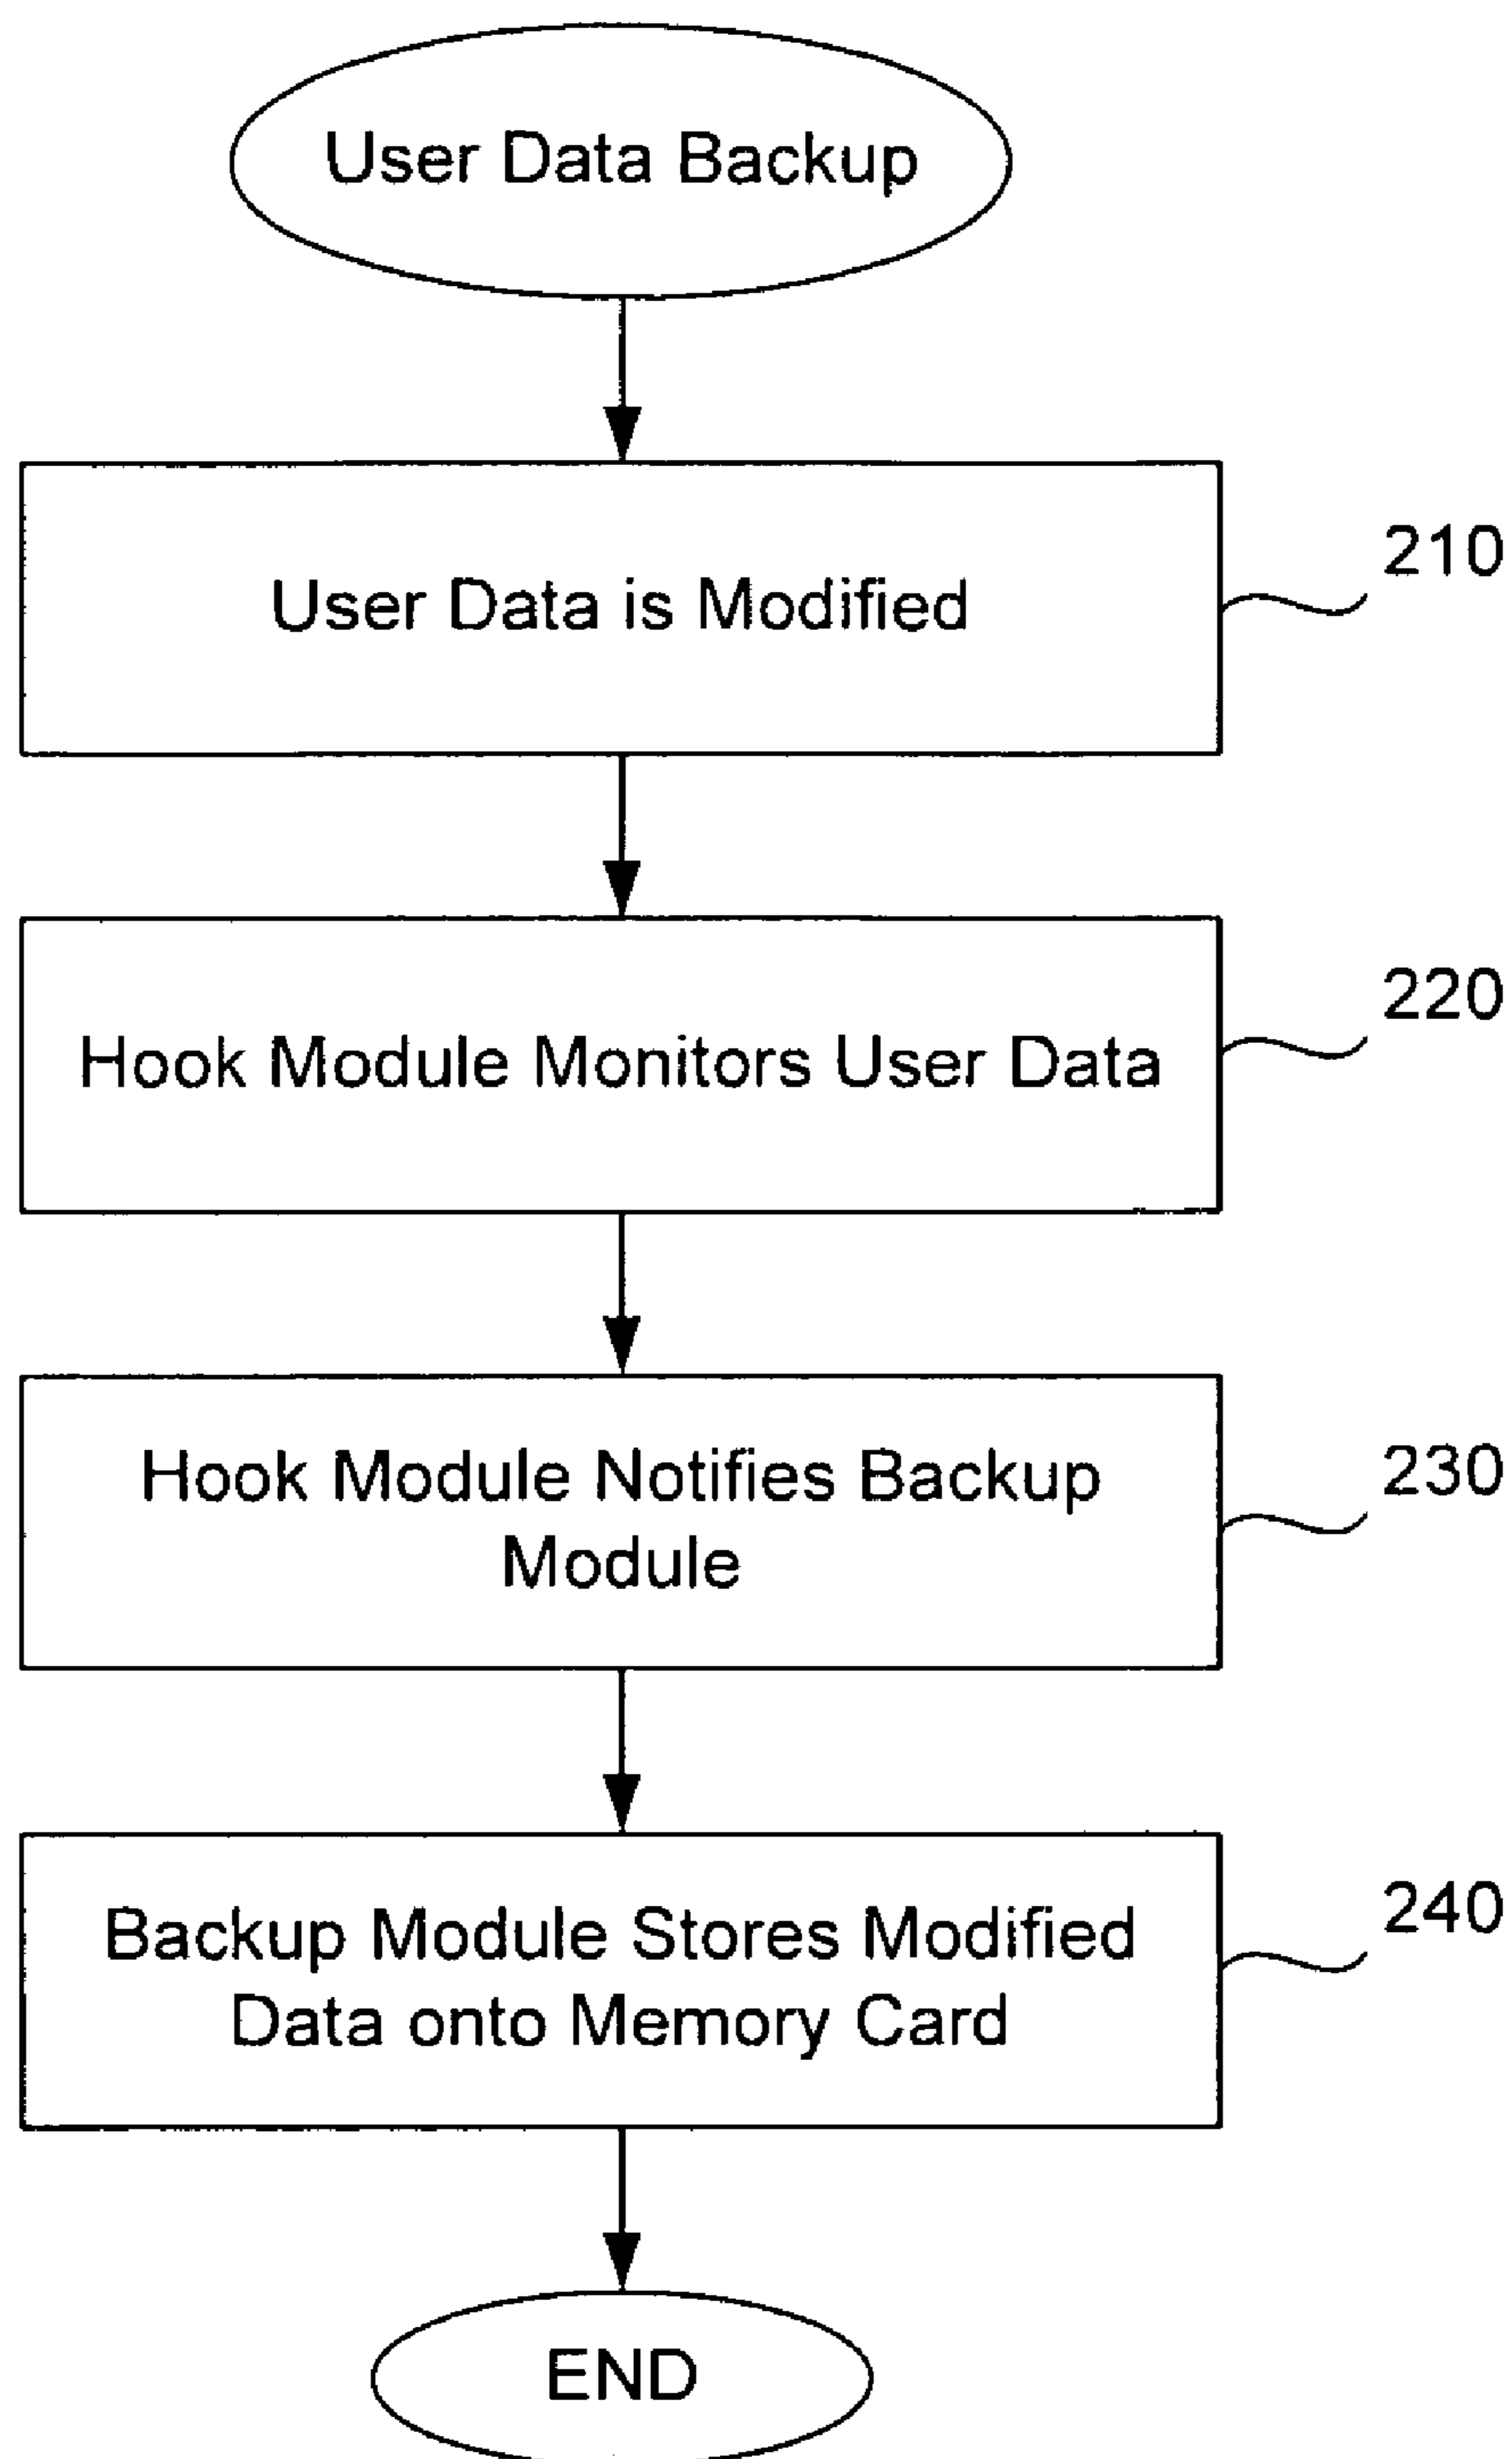 User Data Backup
User Data is Modified
210
Hook Module Monitors User Data
220
Hook Module Notifies Backup
Module
230
Backup Module Stores Modified
Data onto Memory Card
240
END